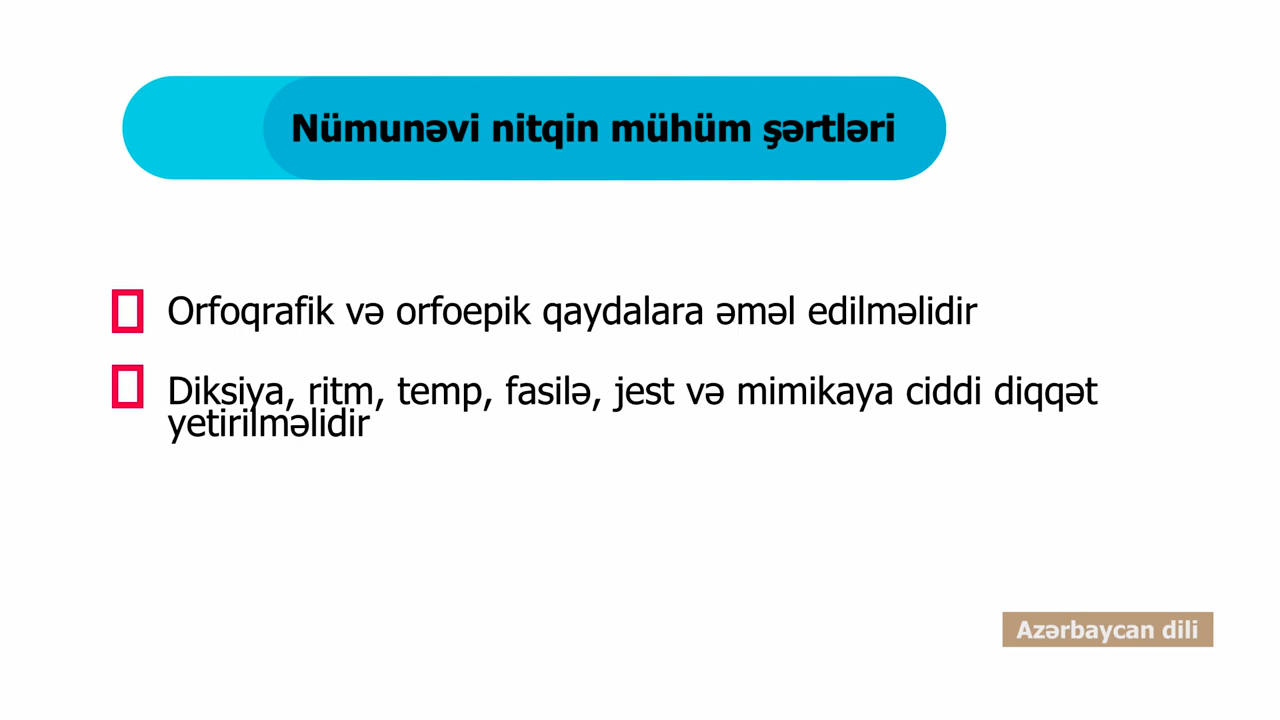 Nümunəvi nitqin mühüm şərtləri
Orfoqrafik və orfoepik qaydalara əməl edilməlidir
Diksiya, ritm, temp, fasilə, jest və mimikaya ciddi diqqət
yetirilməlidir
Azərbaycan dili